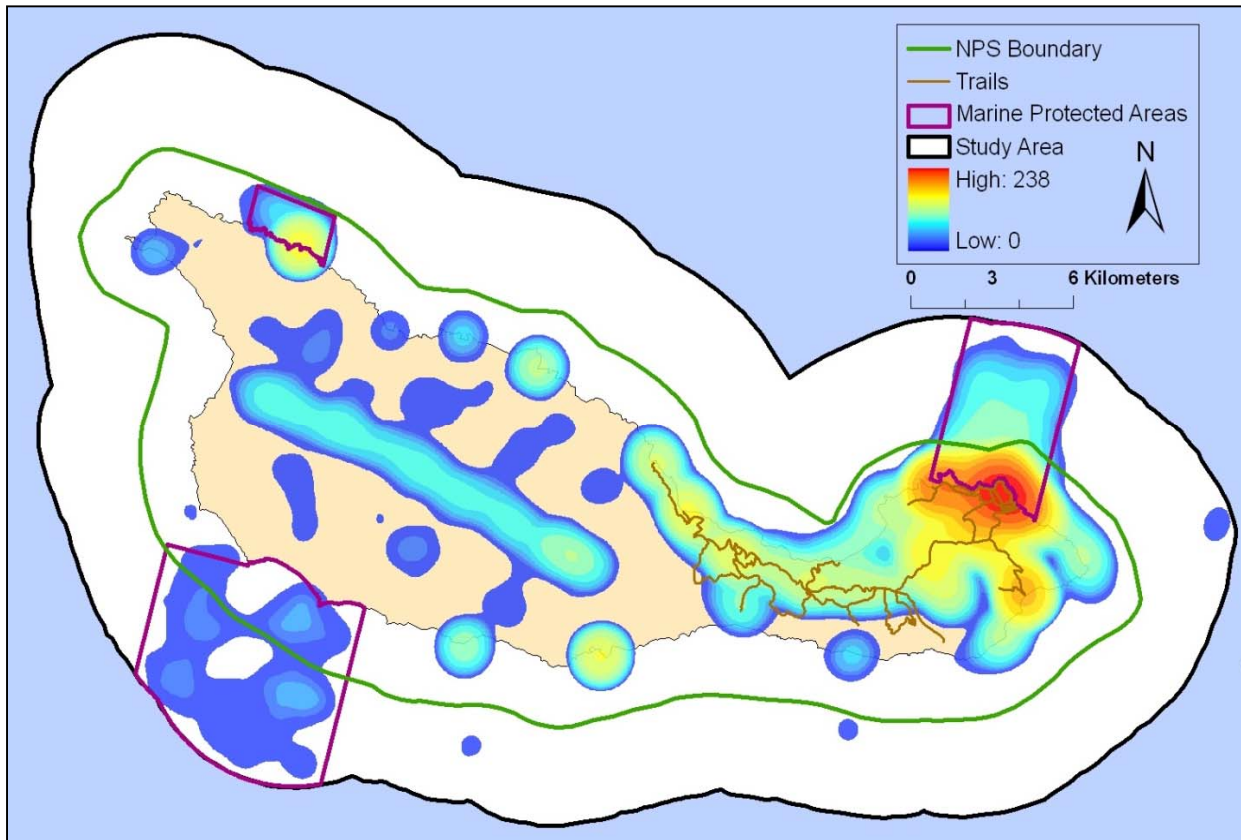 NPS Boundary
Trails
Marine Protected Areas
Study Area
N
High: 238
Low: 0
0 3 6 Kilometers